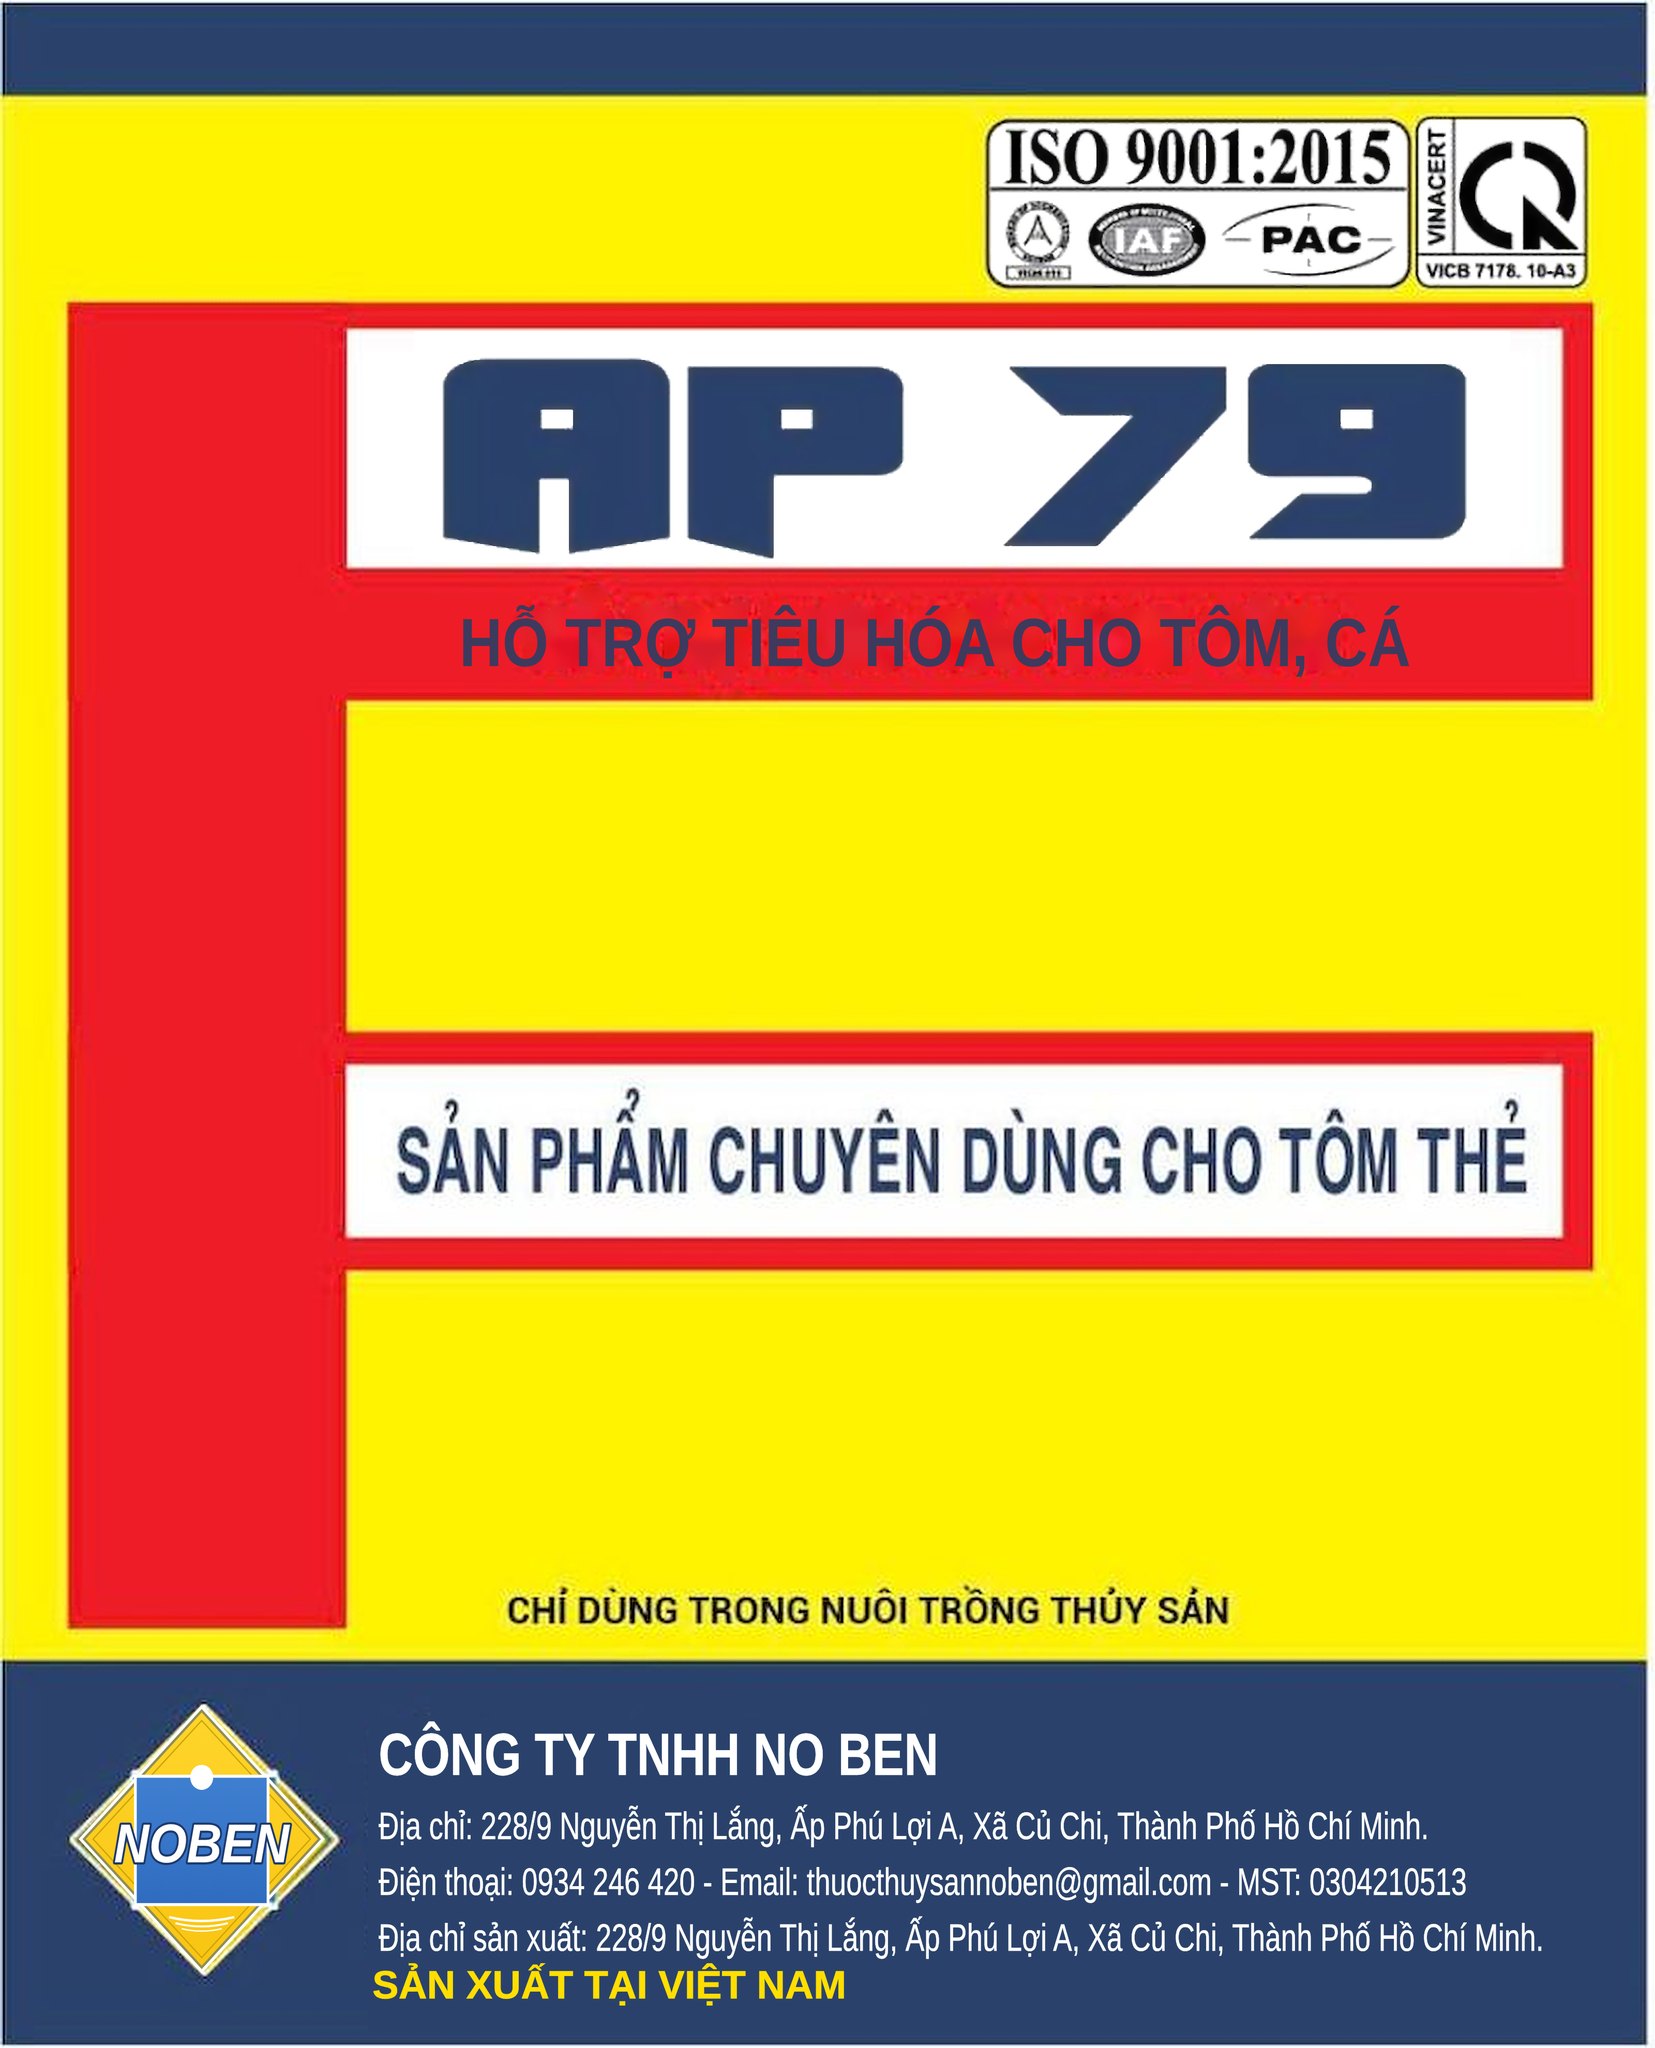 ISO 9001:2015
IAF
PAC
VINACERT
VICB 7178. 10-A3
AP 79
HỖ TRỢ TIÊU HÓA CHO TÔM, CÁ
SẢN PHẨM CHUYÊN DÙNG CHO TÔM THẺ
CHỈ DÙNG TRONG NUÔI TRỒNG THỦY SẢN
NOBEN
CÔNG TY TNHH NO BEN
Địa chỉ: 228/9 Nguyễn Thị Lắng, Ấp Phú Lợi A, Xã Củ Chi, Thành Phố Hồ Chí Minh.
Điện thoại: 0934 246 420 - Email: thuocthuysannoben@gmail.com - MST: 0304210513
Địa chỉ sản xuất: 228/9 Nguyễn Thị Lắng, Ấp Phú Lợi A, Xã Củ Chi, Thành Phố Hồ Chí Minh.
SẢN XUẤT TẠI VIỆT NAM